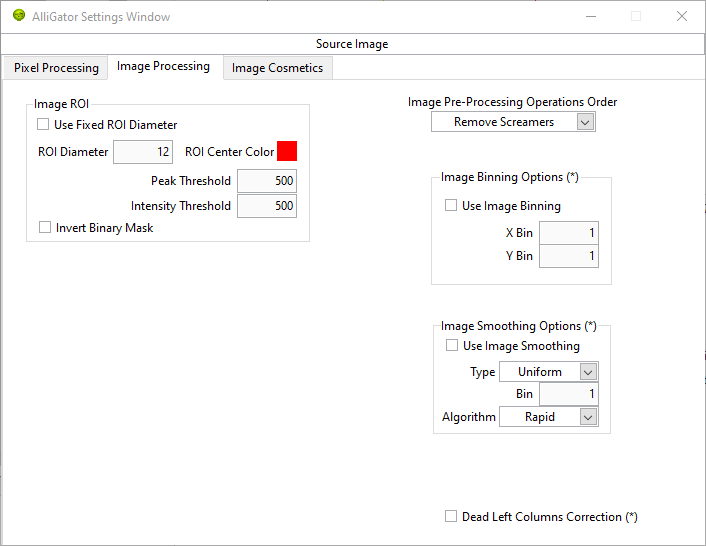 AlliGator Settings Window
Source Image
Pixel Processing
Image Processing
Image Cosmetics
Image ROI
Use Fixed ROI Diameter
ROI Diameter 12 ROI Center Color
Peak Threshold 500
Intensity Threshold 500
Invert Binary Mask
Image Pre-Processing Operations Order
Remove Screamers
Image Binning Options (*)
Use Image Binning
X Bin 1
Y Bin 1
Image Smoothing Options (*)
Use Image Smoothing
Type Uniform
Bin 1
Algorithm Rapid
Dead Left Columns Correction (*)